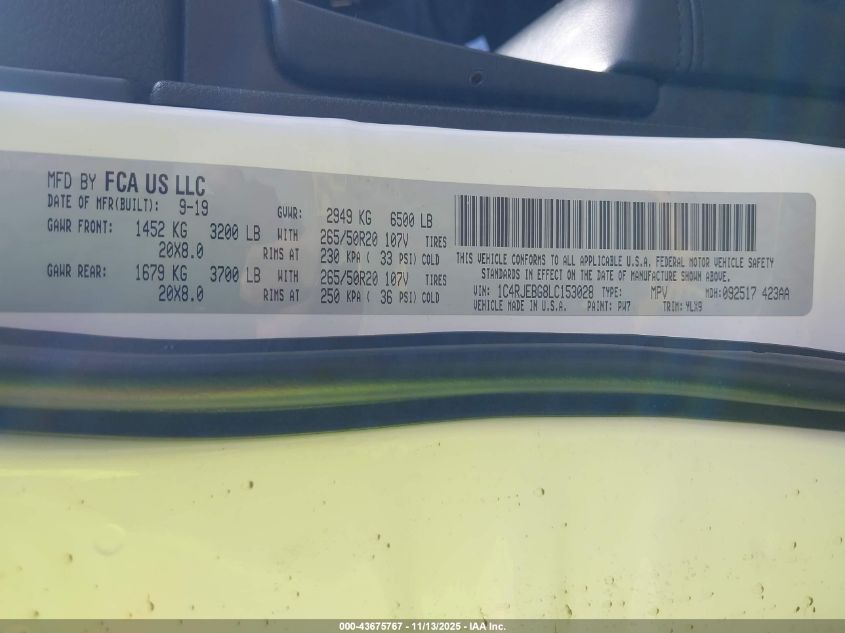 MFD BY FCA US LLC
DATE OF MFR(BUILT): 9-19 GVWR: 2949 KG 6500 LB
GAWR FRONT: 1452 KG 3200 LB WITH 265/50R20 107V TIRES
20X8.0 RIMS AT 230 KPA ( 33 PSI) COLD
GAWR REAR: 1679 KG 3700 LB WITH 265/50R20 107V TIRES
20X8.0 RIMS AT 250 KPA ( 36 PSI) COLD
THIS VEHICLE CONFORMS TO ALL APPLICABLE U.S.A. FEDERAL MOTOR VEHICLE SAFETY
STANDARDS IN EFFECT ON THE DATE OF MANUFACTURE SHOWN ABOVE.
VIN: 1C4RJEBG8LC153028 TYPE: MPV MDH: 092517 423AA
VEHICLE MADE IN U.S.A. PAINT: PW7 TRIM: YLX9
000-43675767 - 11/13/2025 - IAA Inc.